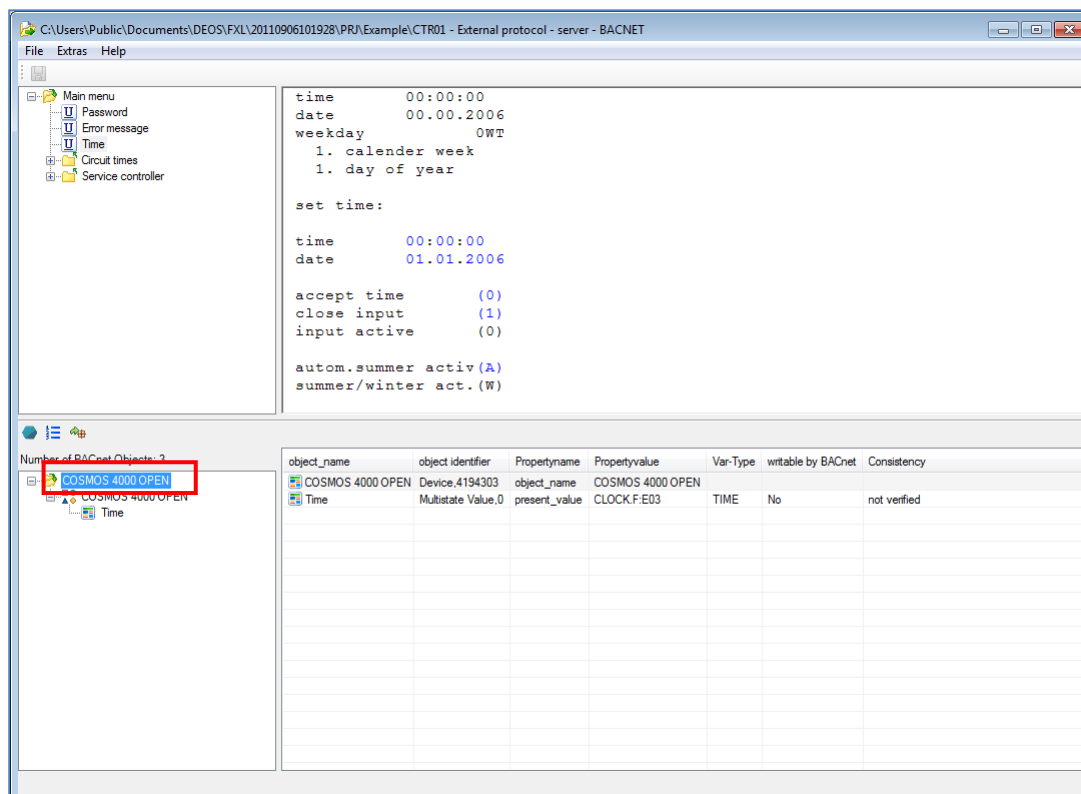 C:\Users\Public\Documents\DEOS\FXL\20110906101928\PRJ\Example\CTR01 - External protocol - server - BACNET
File Extras Help
Main menu
U Password
U Error message
U Time
Circuit times
Service controller
time 00:00:00
date 00.00.2006
weekday 0WT
1. calender week
1. day of year
set time:
time 00:00:00
date 01.01.2006
accept time (0)
close input (1)
input active (0)
autom.summer activ(A)
summer/winter act.(W)
Number of BACnet Objects: 3
COSMOS 4000 OPEN
COSMOS 4000 OPEN
Time
object_name object identifier Propertyname Propertyvalue Var-Type writable by BACnet Consistency
COSMOS 4000 OPEN Device,4194303 object_name COSMOS 4000 OPEN
Time Multistate Value,0 present_value CLOCK.F:E03 TIME No not verified